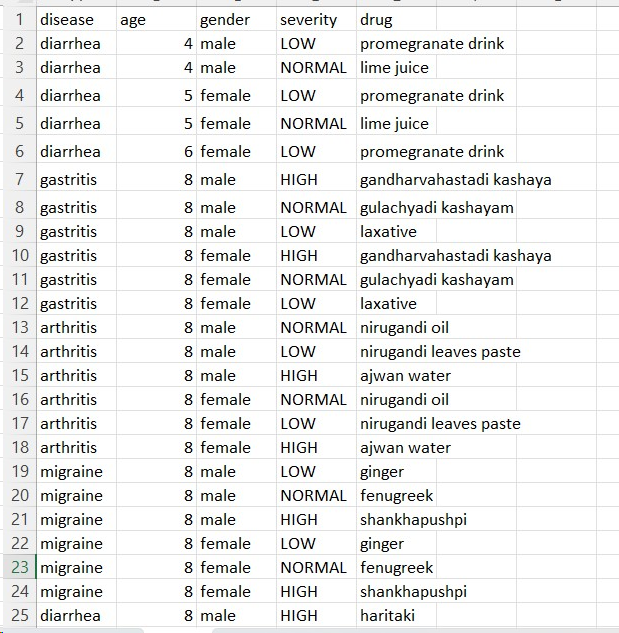 1 disease age gender severity drug
2 diarrhea 4 male LOW promegranate drink
3 diarrhea 4 male NORMAL lime juice
4 diarrhea 5 female LOW promegranate drink
5 diarrhea 5 female NORMAL lime juice
6 diarrhea 6 female LOW promegranate drink
7 gastritis 8 male HIGH gandharvahastadi kashaya
8 gastritis 8 male NORMAL gulachyadi kashayam
9 gastritis 8 male LOW laxative
10 gastritis 8 female HIGH gandharvahastadi kashaya
11 gastritis 8 female NORMAL gulachyadi kashayam
12 gastritis 8 female LOW laxative
13 arthritis 8 male NORMAL nirugandi oil
14 arthritis 8 male LOW nirugandi leaves paste
15 arthritis 8 male HIGH ajwan water
16 arthritis 8 female NORMAL nirugandi oil
17 arthritis 8 female LOW nirugandi leaves paste
18 arthritis 8 female HIGH ajwan water
19 migraine 8 male LOW ginger
20 migraine 8 male NORMAL fenugreek
21 migraine 8 male HIGH shankhapushpi
22 migraine 8 female LOW ginger
23 migraine 8 female NORMAL fenugreek
24 migraine 8 female HIGH shankhapushpi
25 diarrhea 8 male HIGH haritaki